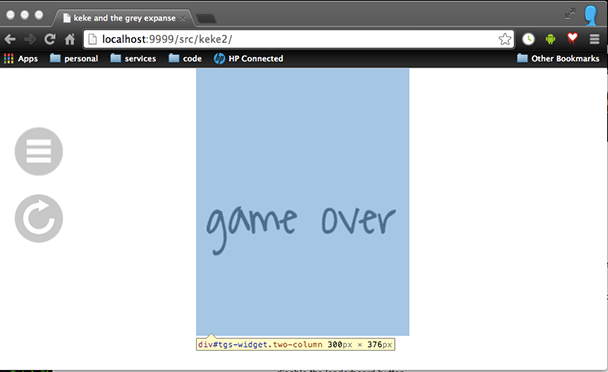 keke and the grey expanse
localhost:9999/src/keke2/
Apps personal services code HP Connected Other Bookmarks
game over
div#tgs-widget.two-column 300px × 376px